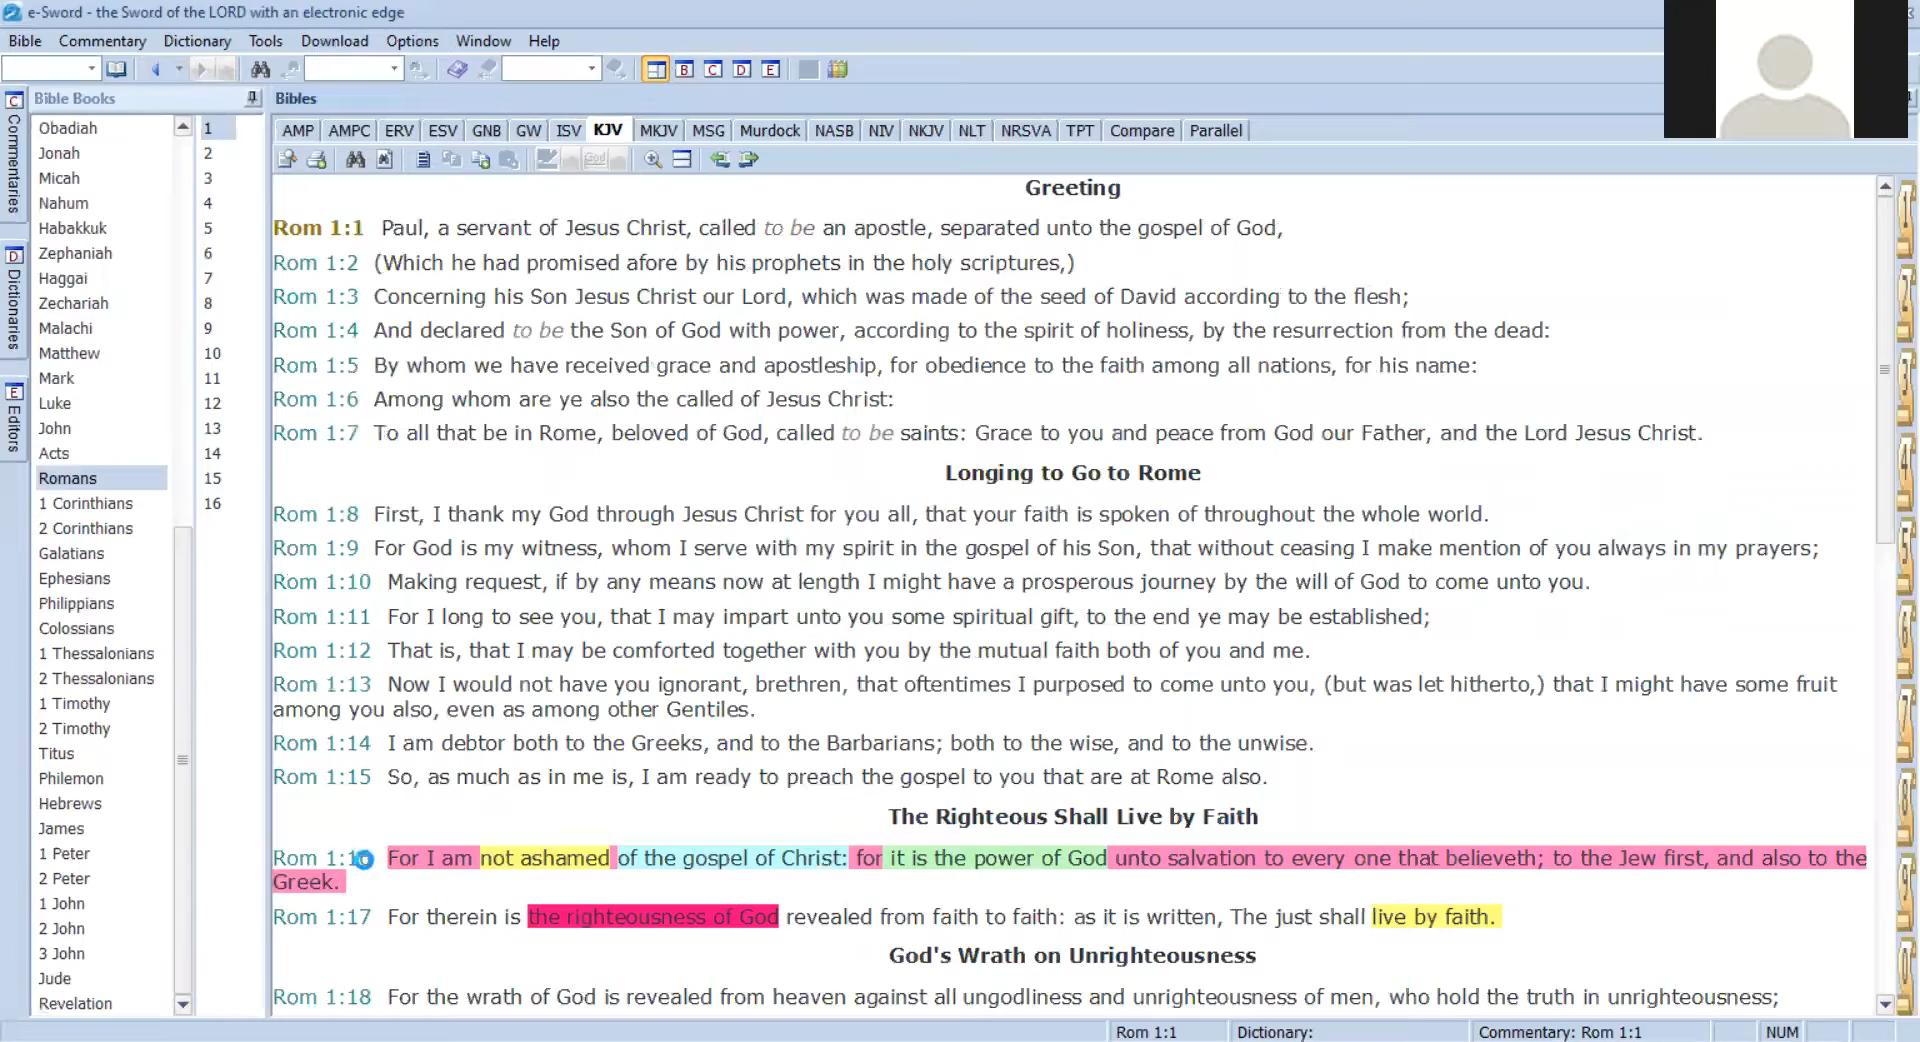 e-Sword - the Sword of the LORD with an electronic edge
Bible Commentary Dictionary Tools Download Options Window Help
B C D E
Bible Books
Bibles
C Commentaries
D Dictionaries
E Editors
Obadiah
Jonah
Micah
Nahum
Habakkuk
Zephaniah
Haggai
Zechariah
Malachi
Matthew
Mark
Luke
John
Acts
Romans
1 Corinthians
2 Corinthians
Galatians
Ephesians
Philippians
Colossians
1 Thessalonians
2 Thessalonians
1 Timothy
2 Timothy
Titus
Philemon
Hebrews
James
1 Peter
2 Peter
1 John
2 John
3 John
Jude
Revelation
1
2
3
4
5
6
7
8
9
10
11
12
13
14
15
16
AMP AMPC ERV ESV GNB GW ISV KJV MKJV MSG Murdock NASB NIV NKJV NLT NRSVA TPT Compare Parallel
God
Greeting
Rom 1:1 Paul, a servant of Jesus Christ, called to be an apostle, separated unto the gospel of God,
Rom 1:2 (Which he had promised afore by his prophets in the holy scriptures,)
Rom 1:3 Concerning his Son Jesus Christ our Lord, which was made of the seed of David according to the flesh;
Rom 1:4 And declared to be the Son of God with power, according to the spirit of holiness, by the resurrection from the dead:
Rom 1:5 By whom we have received grace and apostleship, for obedience to the faith among all nations, for his name:
Rom 1:6 Among whom are ye also the called of Jesus Christ:
Rom 1:7 To all that be in Rome, beloved of God, called to be saints: Grace to you and peace from God our Father, and the Lord Jesus Christ.
Longing to Go to Rome
Rom 1:8 First, I thank my God through Jesus Christ for you all, that your faith is spoken of throughout the whole world.
Rom 1:9 For God is my witness, whom I serve with my spirit in the gospel of his Son, that without ceasing I make mention of you always in my prayers;
Rom 1:10 Making request, if by any means now at length I might have a prosperous journey by the will of God to come unto you.
Rom 1:11 For I long to see you, that I may impart unto you some spiritual gift, to the end ye may be established;
Rom 1:12 That is, that I may be comforted together with you by the mutual faith both of you and me.
Rom 1:13 Now I would not have you ignorant, brethren, that oftentimes I purposed to come unto you, (but was let hitherto,) that I might have some fruit
among you also, even as among other Gentiles.
Rom 1:14 I am debtor both to the Greeks, and to the Barbarians; both to the wise, and to the unwise.
Rom 1:15 So, as much as in me is, I am ready to preach the gospel to you that are at Rome also.
The Righteous Shall Live by Faith
Rom For I am not ashamed of the gospel of Christ: for it is the power of God unto salvation to every one that believeth; to the Jew first, and also to the
Greek.
Rom 1:17 For therein is the righteousness of God revealed from faith to faith: as it is written, The just shall live by faith.
God's Wrath on Unrighteousness
Rom 1:18 For the wrath of God is revealed from heaven against all ungodliness and unrighteousness of men, who hold the truth in unrighteousness;
Rom 1:1 Dictionary: Commentary: Rom 1:1 NUM